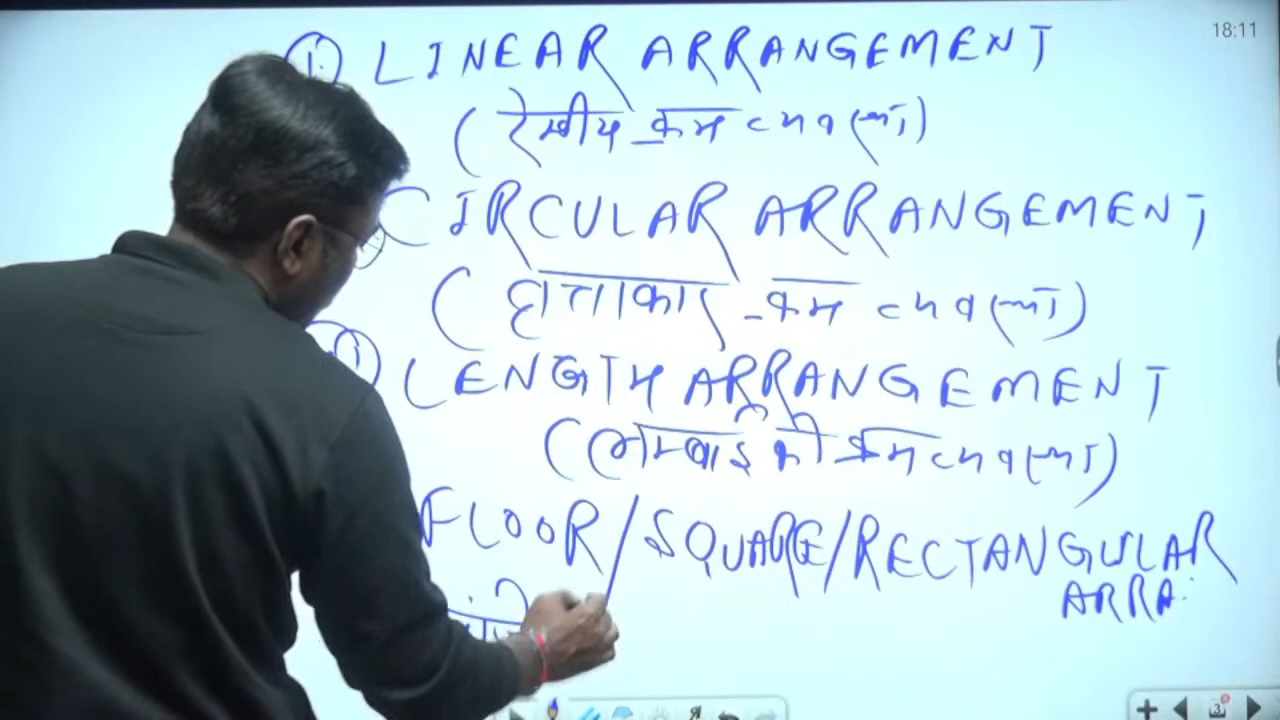 18:11
① LINEAR ARRANGEMENT
(रेखीय क्रम व्यवस्था)
CIRCULAR ARRANGEMENT
(वृत्ताकार क्रम व्यवस्था)
LENGTH ARRANGEMENT
(लम्बाई की क्रम व्यवस्था)
FLOOR/SQUARE/RECTANGULAR
ARRA.